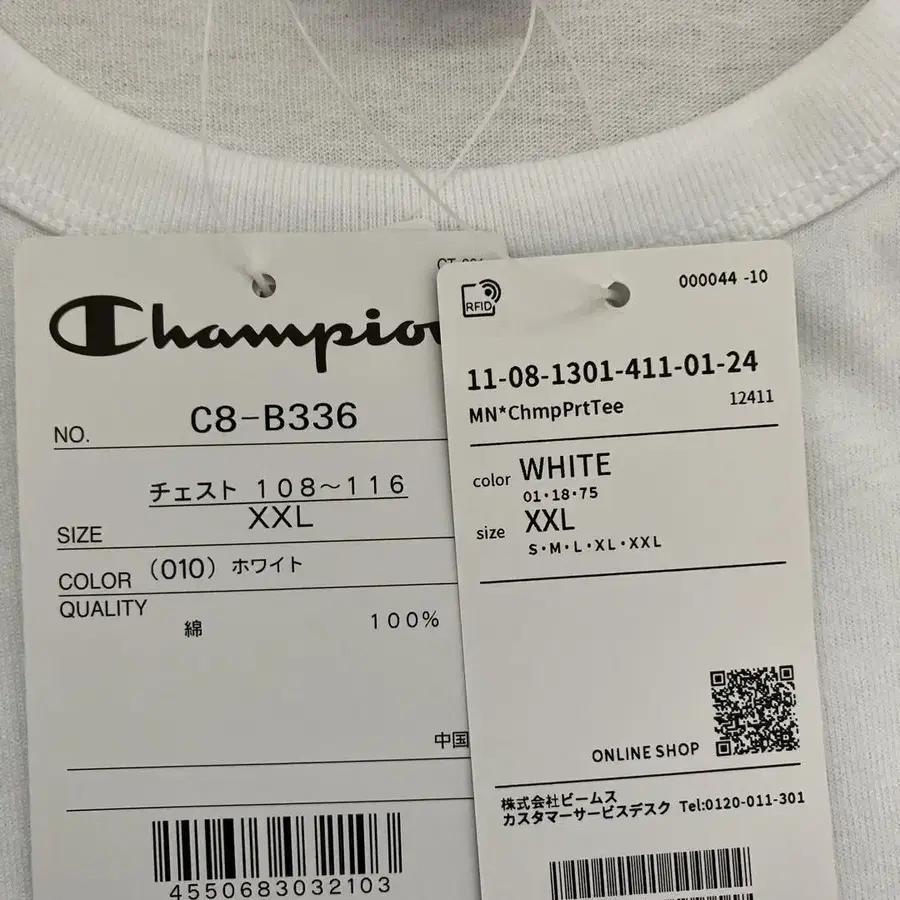 Champion
NO. C8-B336
チェスト 108～116
SIZE XXL
COLOR (010) ホワイト
QUALITY
綿 100%
中国
4550683032103
RFID
000044 -10
11-08-1301-411-01-24
MN*ChmpPrtTee 12411
color WHITE
01・18・75
size XXL
S・M・L・XL・XXL
ONLINE SHOP
株式会社ビームス
カスタマーサービスデスク Tel:0120-011-301